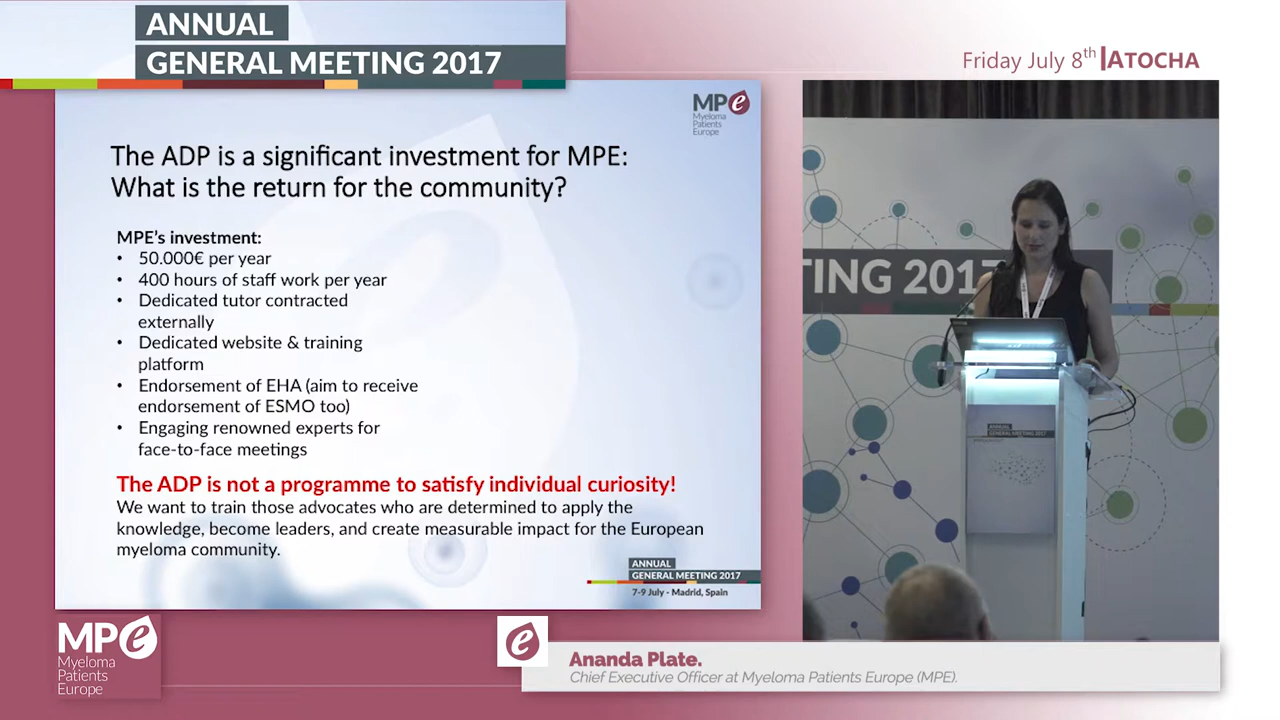 ANNUAL
GENERAL MEETING 2017
Friday July 8th |ATOCHA
MPe
Myeloma
Patients
Europe
The ADP is a significant investment for MPE:
What is the return for the community?
MPE's investment:
• 50.000€ per year
• 400 hours of staff work per year
• Dedicated tutor contracted
externally
• Dedicated website & training
platform
• Endorsement of EHA (aim to receive
endorsement of ESMO too)
• Engaging renowned experts for
face-to-face meetings
The ADP is not a programme to satisfy individual curiosity!
We want to train those advocates who are determined to apply the
knowledge, become leaders, and create measurable impact for the European
myeloma community.
ANNUAL
GENERAL MEETING 2017
7-9 July - Madrid, Spain
TING 2017
ANNUAL
GENERAL MEETING 2017
MPe
Myeloma
Patients
Europe
e
Ananda Plate.
Chief Executive Officer at Myeloma Patients Europe (MPE).